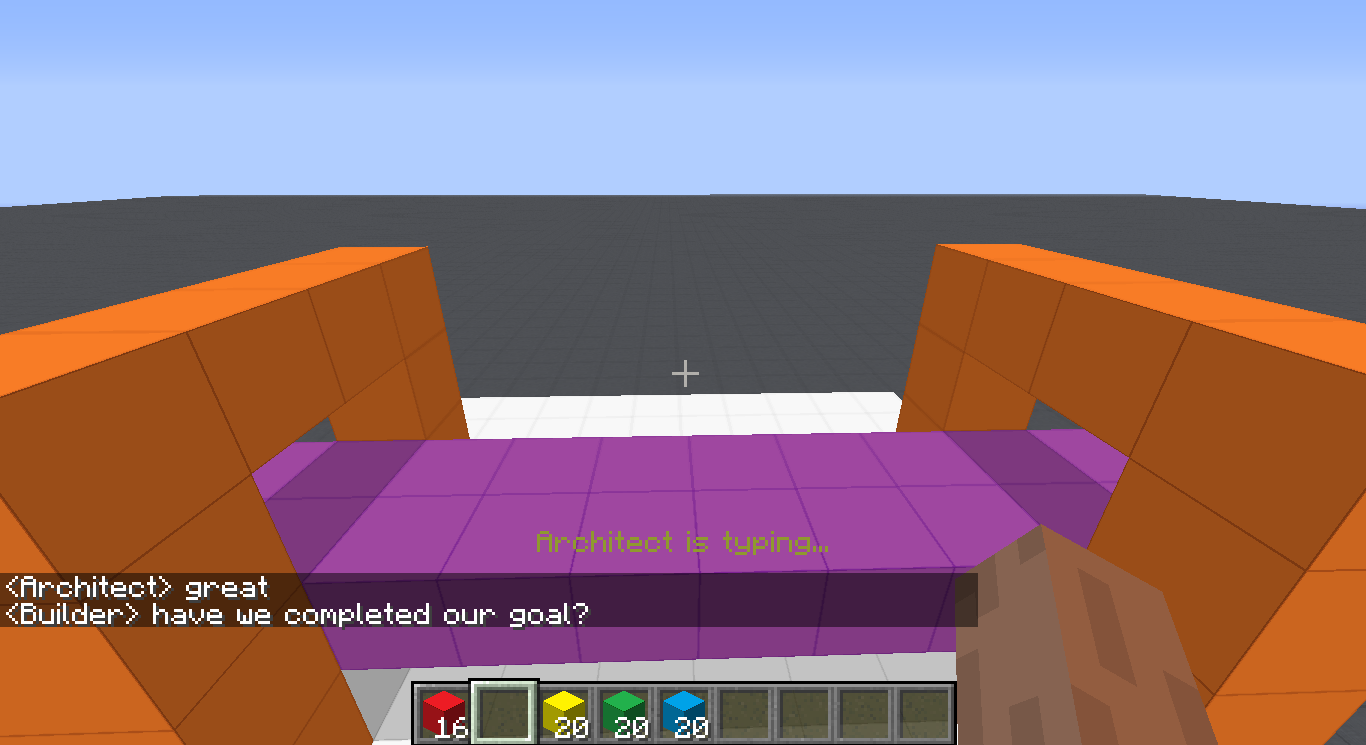 Architect is typing...
<Architect> great
<Builder> have we completed our goal?
16 20 20 20